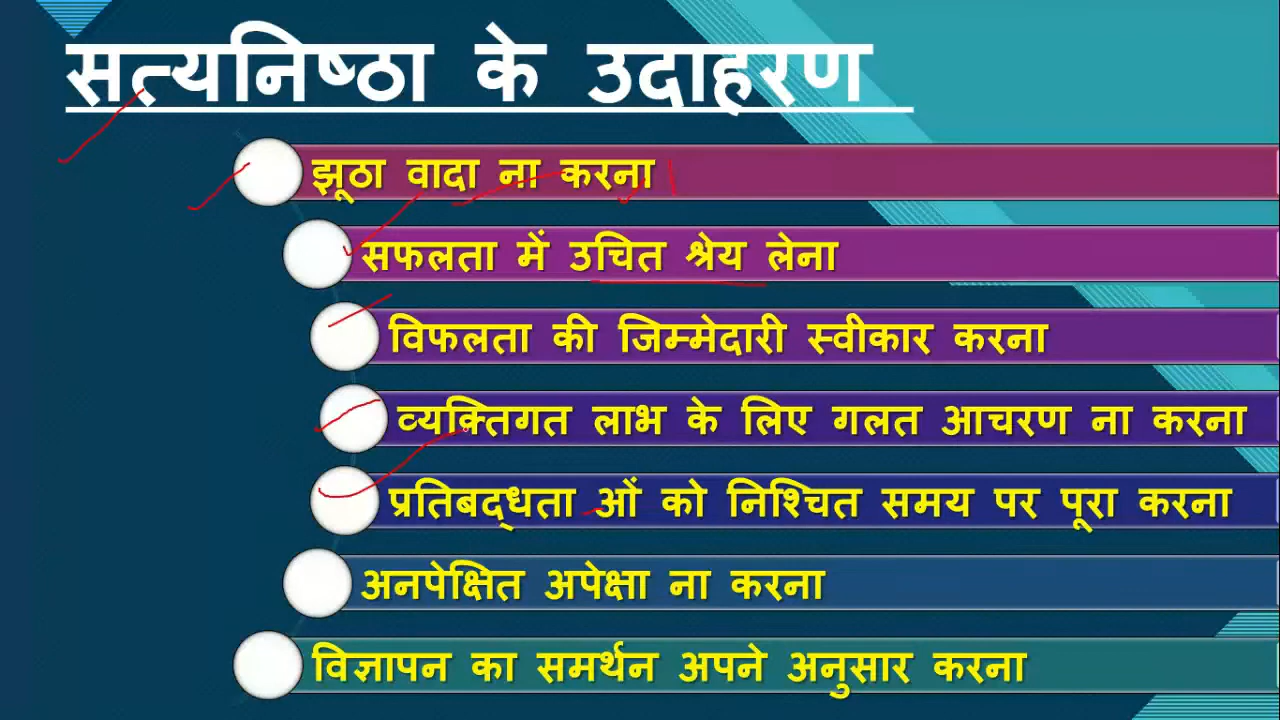 सत्यनिष्ठा के उदाहरण
झूठा वादा ना करना
सफलता में उचित श्रेय लेना
विफलता की जिम्मेदारी स्वीकार करना
व्यक्तिगत लाभ के लिए गलत आचरण ना करना
प्रतिबद्धता ओं को निश्चित समय पर पूरा करना
अनपेक्षित अपेक्षा ना करना
विज्ञापन का समर्थन अपने अनुसार करना